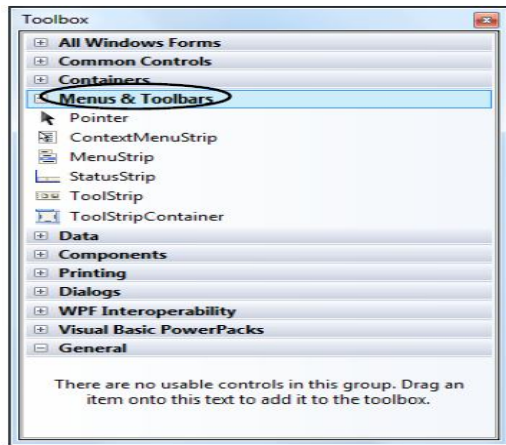 Toolbox
All Windows Forms
Common Controls
Containers
Menus & Toolbars
Pointer
ContextMenuStrip
MenuStrip
StatusStrip
ToolStrip
ToolStripContainer
Data
Components
Printing
Dialogs
WPF Interoperability
Visual Basic PowerPacks
General
There are no usable controls in this group. Drag an
item onto this text to add it to the toolbox.